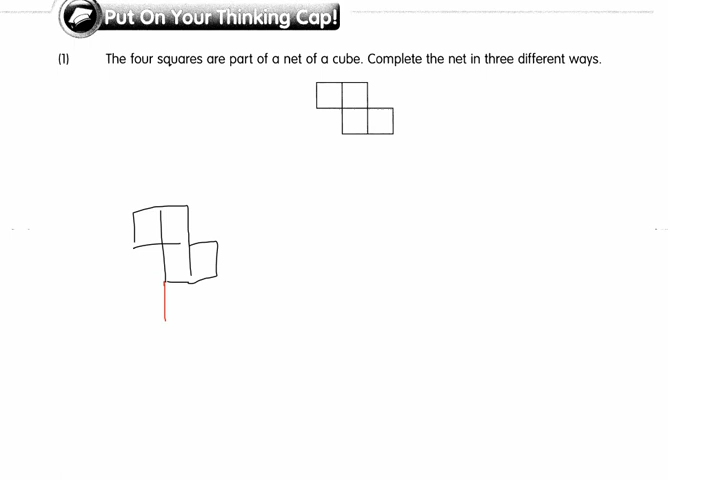 Put On Your Thinking Cap!
(1) The four squares are part of a net of a cube. Complete the net in three different ways.